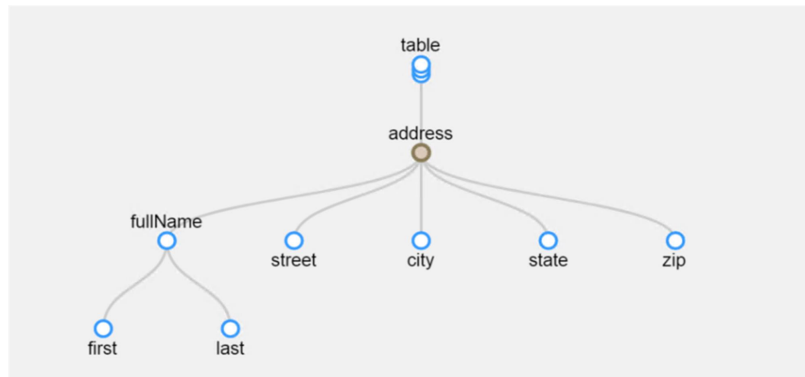 table
address
fullName
street
city
state
zip
first
last